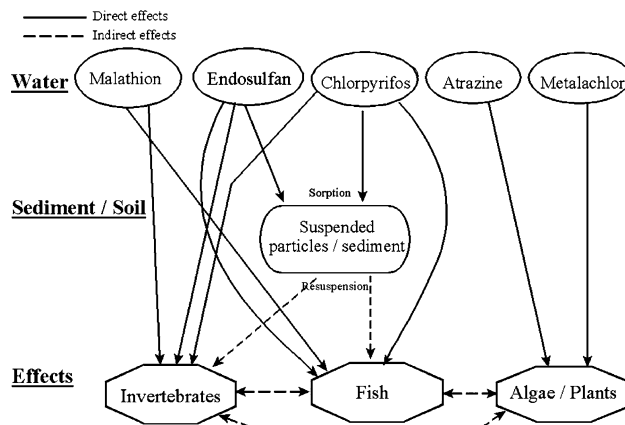 Direct effects
Indirect effects
Water
Malathion
Endosulfan
Chlorpyrifos
Atrazine
Metalachlor
Sorption
Sediment / Soil
Suspended
particles / sediment
Resuspension
Effects
Invertebrates
Fish
Algae / Plants